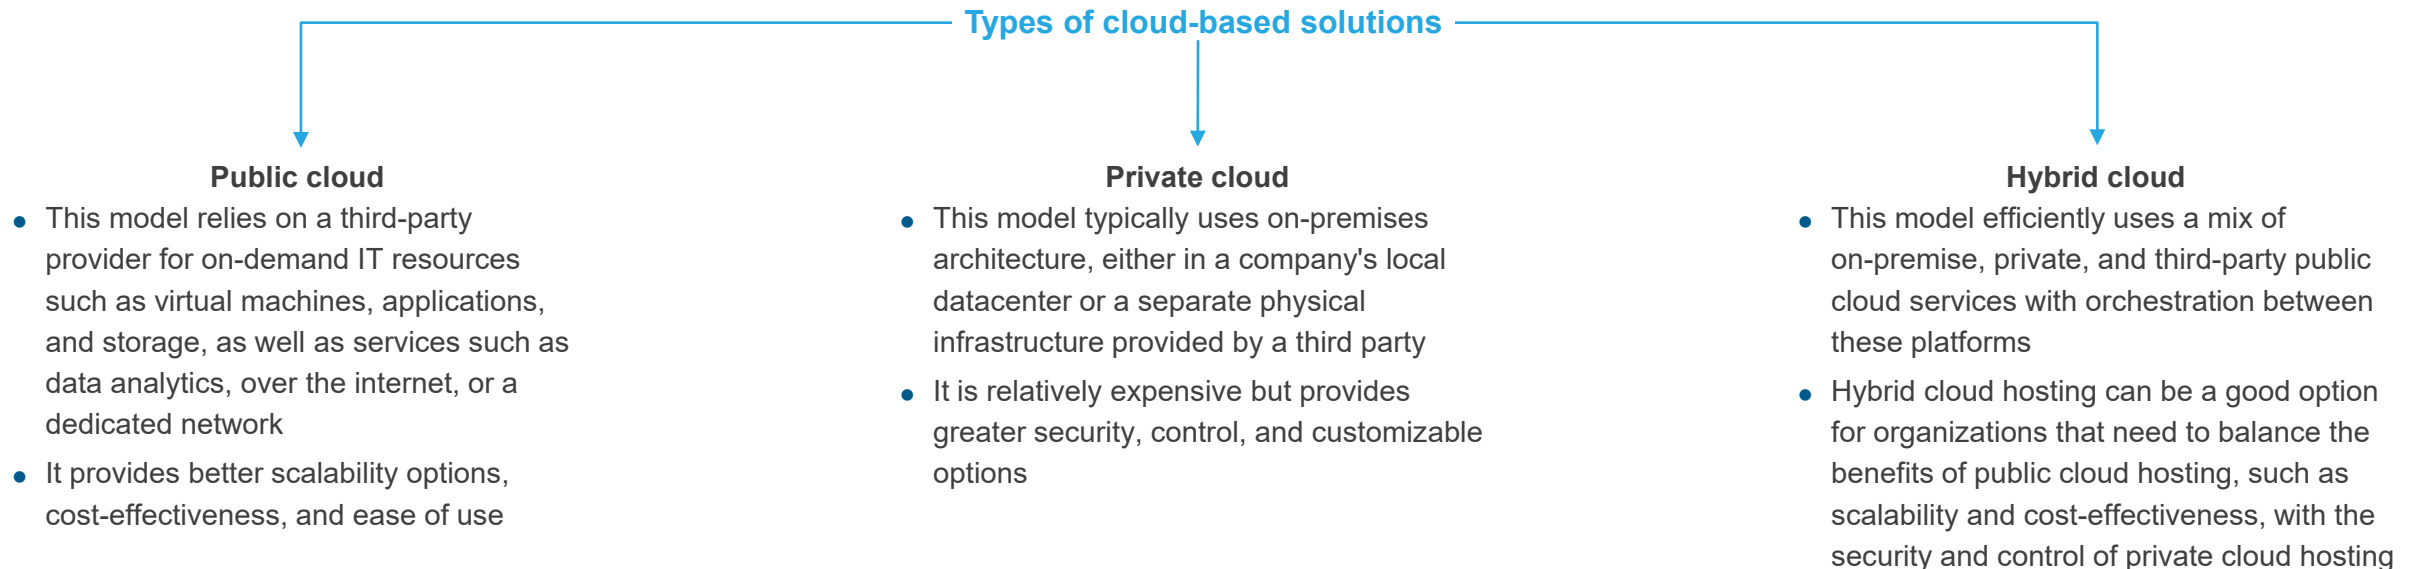 Types of cloud-based solutions
Public cloud
• This model relies on a third-party
provider for on-demand IT resources
such as virtual machines, applications,
and storage, as well as services such as
data analytics, over the internet, or a
dedicated network
• It provides better scalability options,
cost-effectiveness, and ease of use
Private cloud
• This model typically uses on-premises
architecture, either in a company's local
datacenter or a separate physical
infrastructure provided by a third party
• It is relatively expensive but provides
greater security, control, and customizable
options
Hybrid cloud
• This model efficiently uses a mix of
on-premise, private, and third-party public
cloud services with orchestration between
these platforms
• Hybrid cloud hosting can be a good option
for organizations that need to balance the
benefits of public cloud hosting, such as
scalability and cost-effectiveness, with the
security and control of private cloud hosting